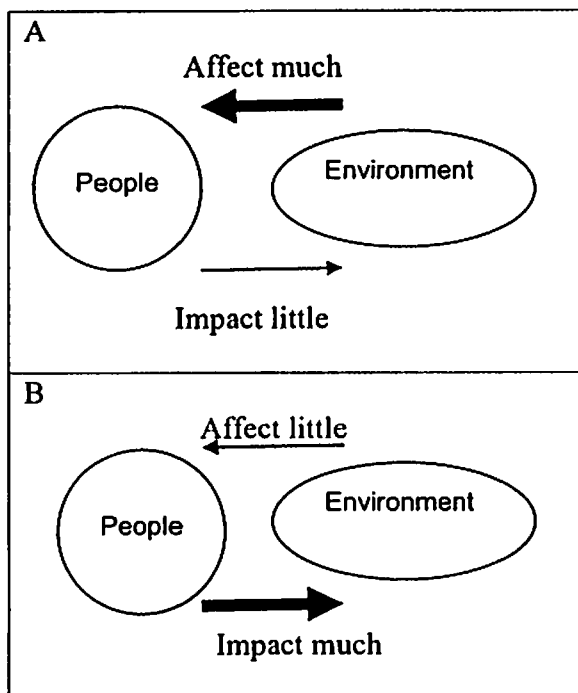 A
Affect much
People
Environment
Impact little
B
Affect little
People
Environment
Impact much